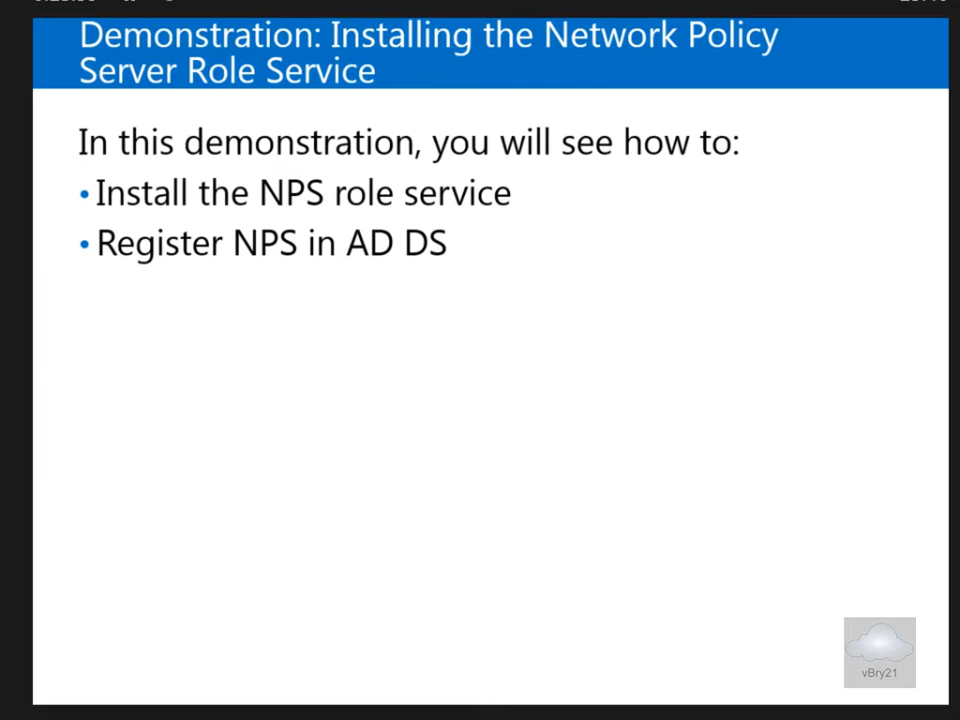 Demonstration: Installing the Network Policy
Server Role Service
In this demonstration, you will see how to:
• Install the NPS role service
• Register NPS in AD DS
vBry21